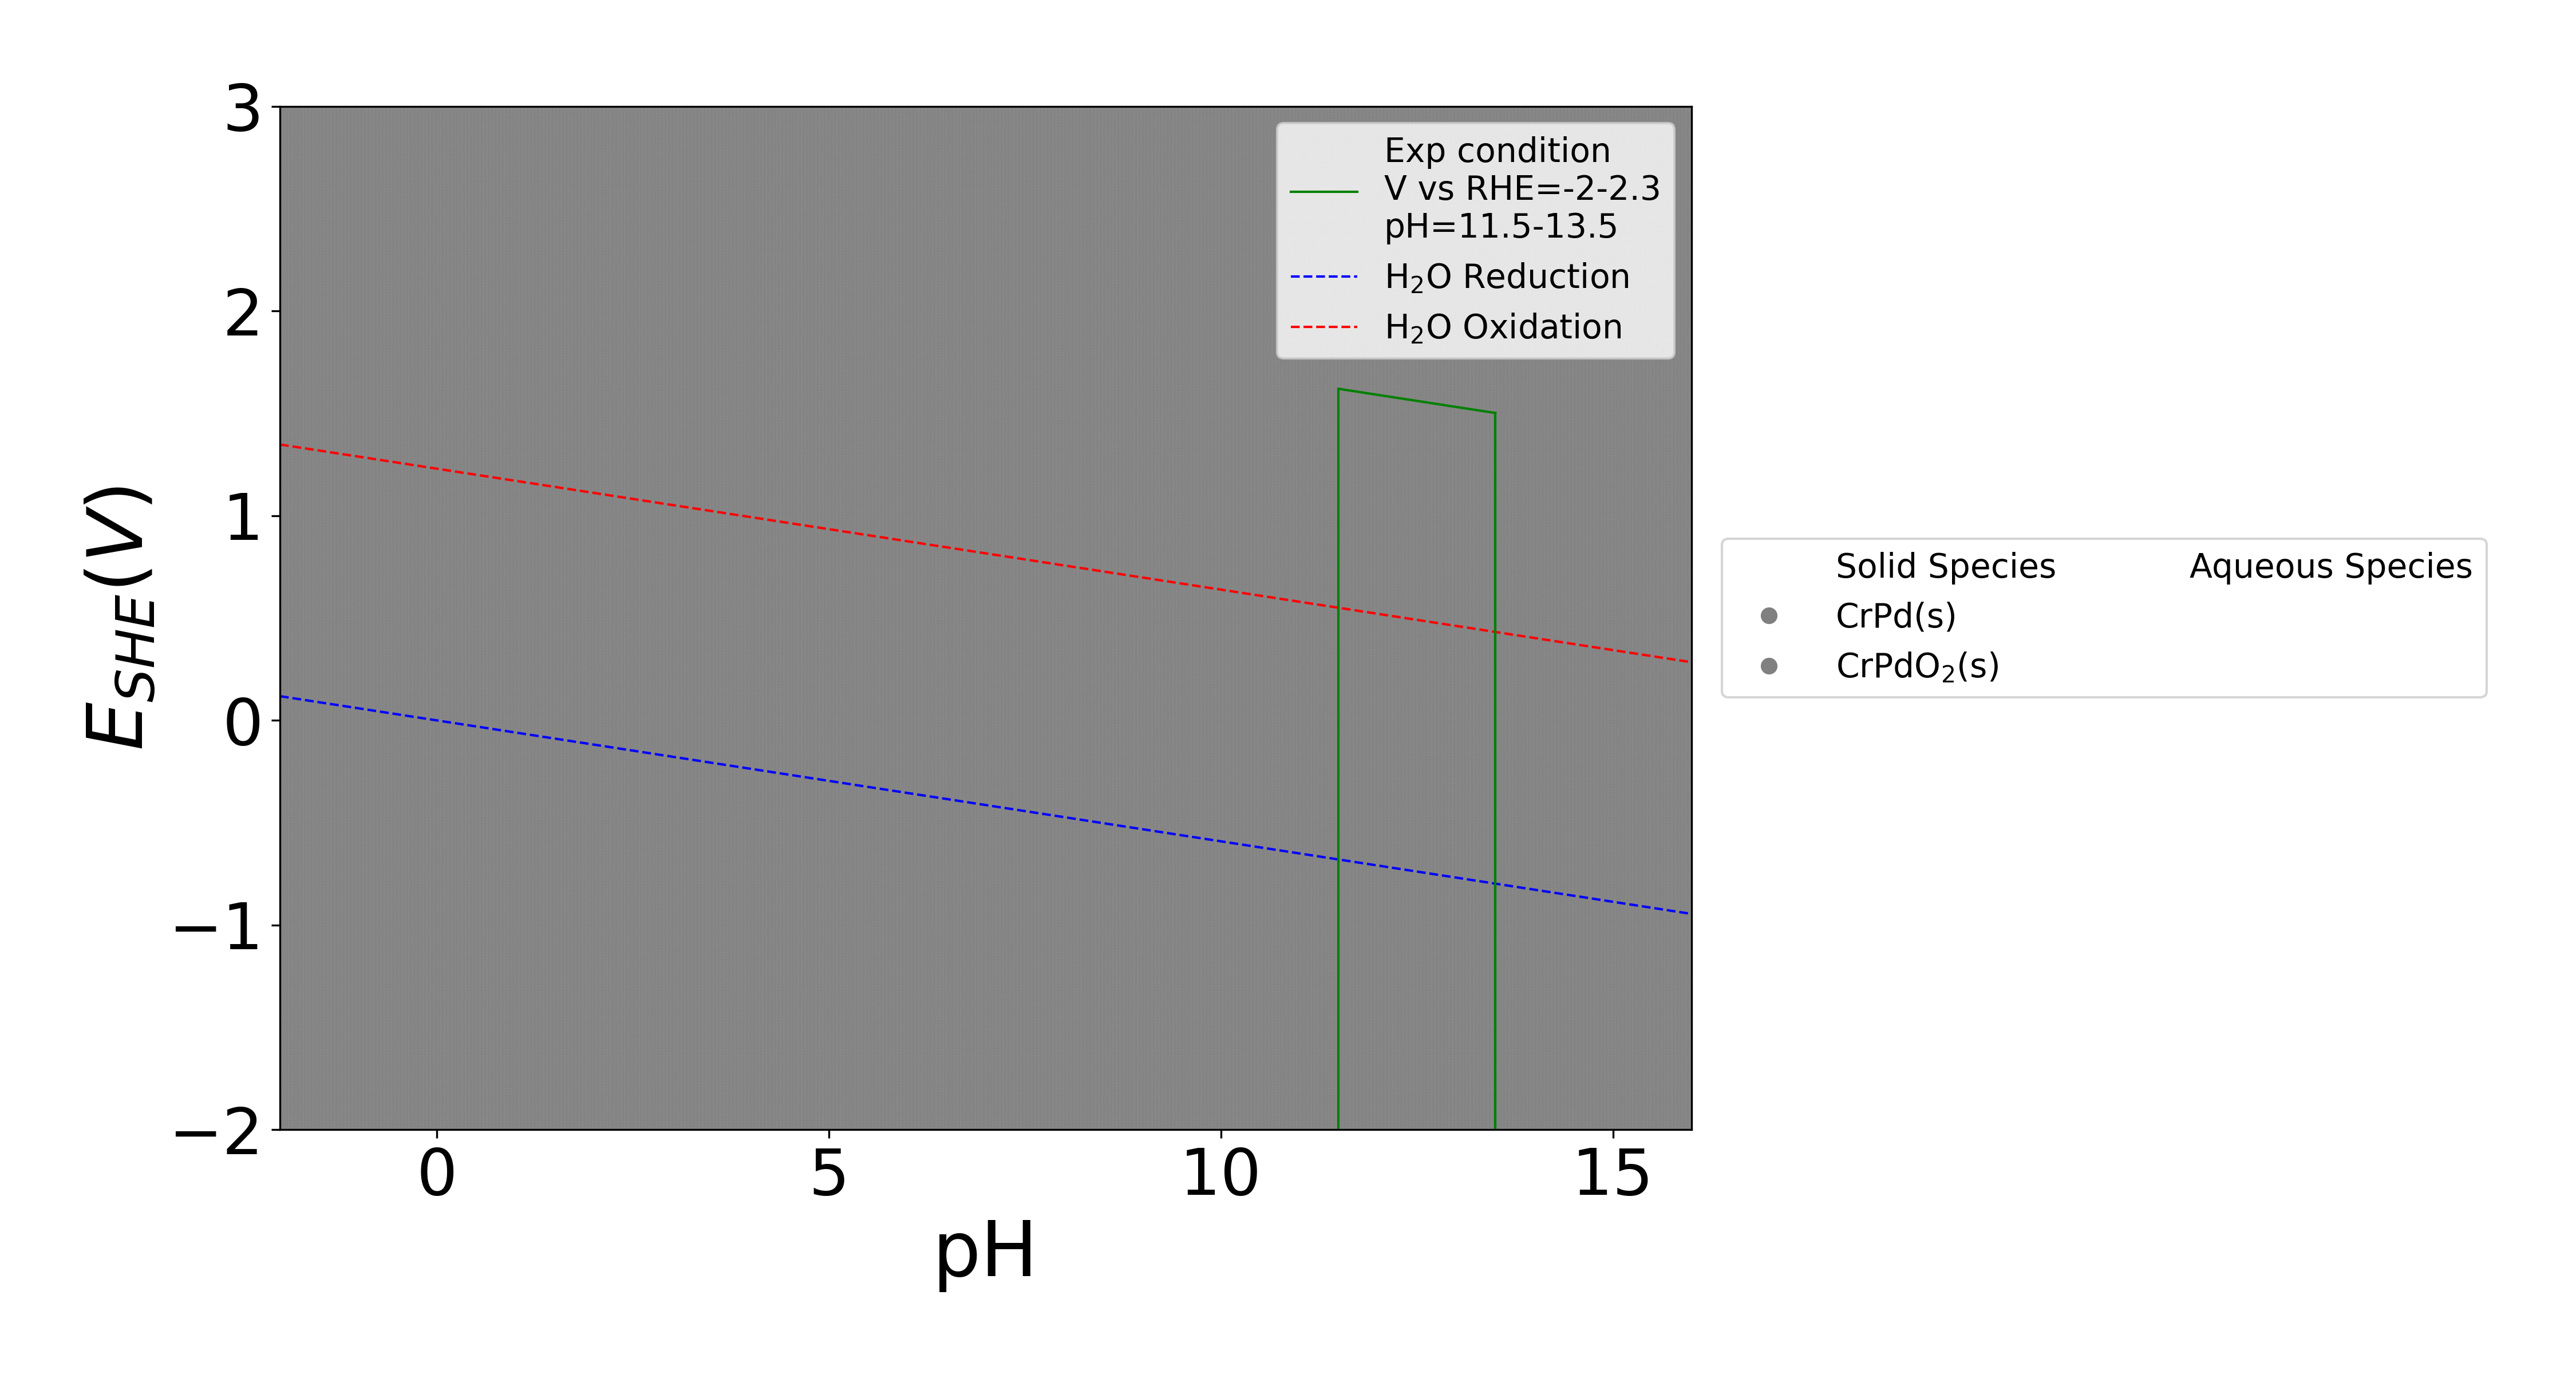 3
2
1
0
−1
−2
E_SHE(V)
0
5
10
15
pH
Exp condition
V vs RHE=-2-2.3
pH=11.5-13.5
H₂O Reduction
H₂O Oxidation
Solid Species Aqueous Species
CrPd(s)
CrPdO₂(s)